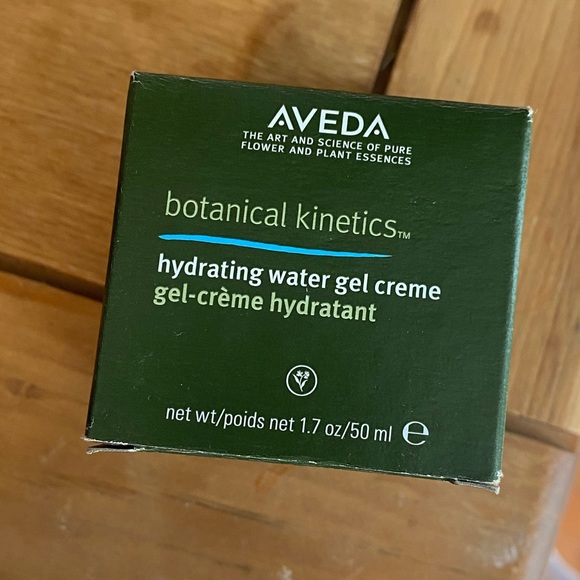 AVEDA
THE ART AND SCIENCE OF PURE
FLOWER AND PLANT ESSENCES
botanical kinetics™
hydrating water gel creme
gel-crème hydratant
net wt/poids net 1.7 oz/50 ml ℮